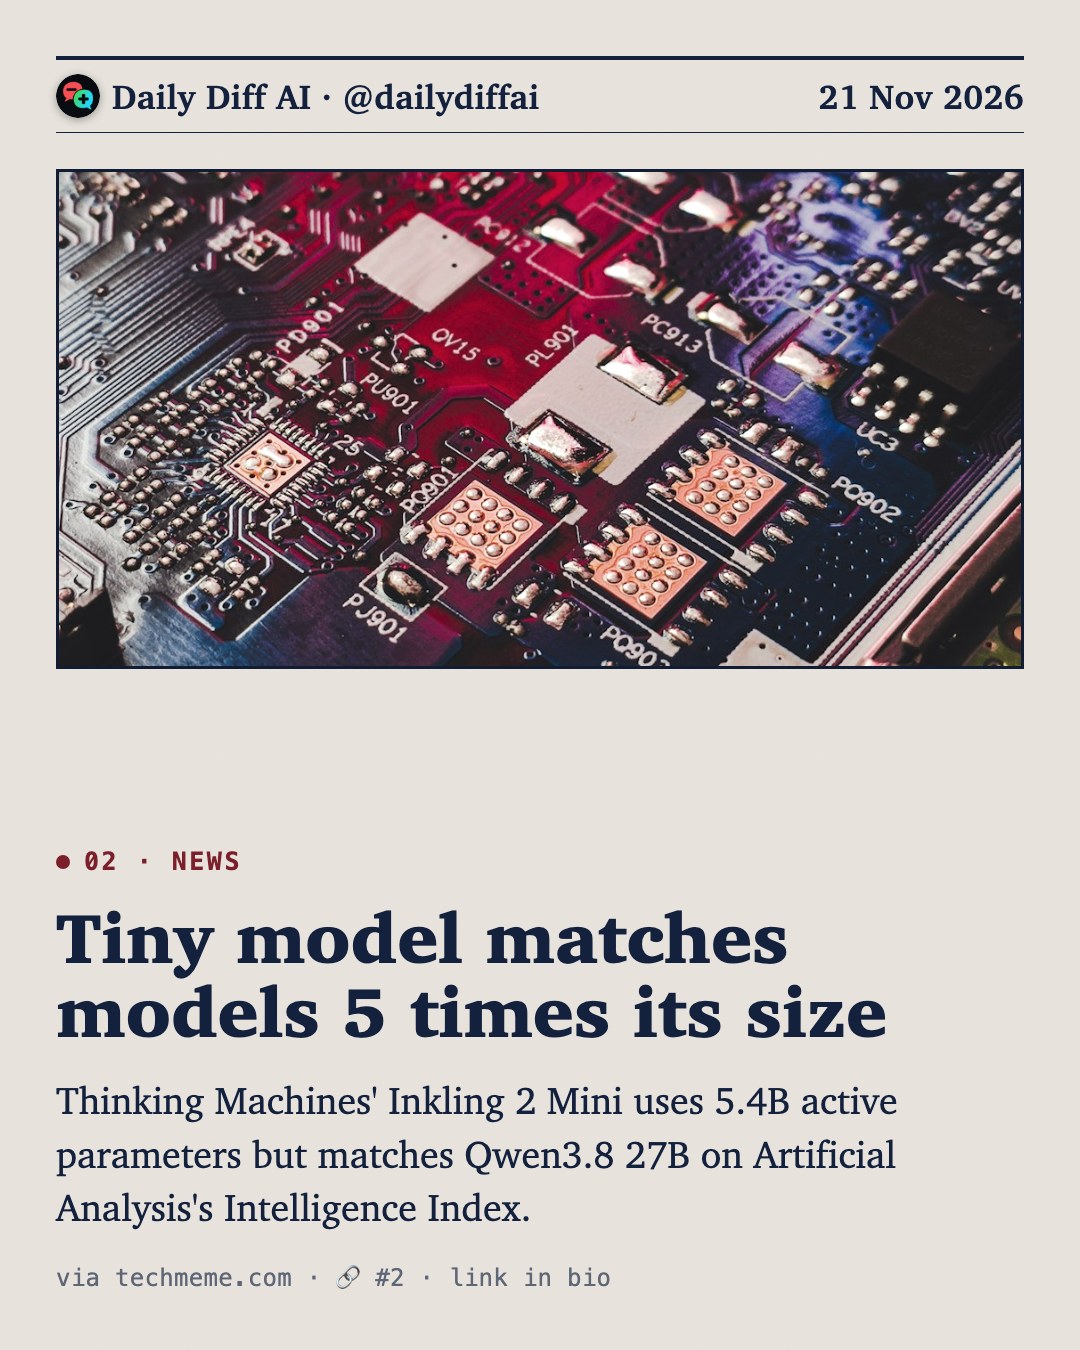 Daily Diff AI · @dailydiffai
21 Nov 2026
PC912
PD901
QV15
PL901
PC913
PU901
25
UC3
PQ901
PQ902
PJ901
02 · NEWS
Tiny model matches
models 5 times its size
Thinking Machines' Inkling 2 Mini uses 5.4B active
parameters but matches Qwen3.8 27B on Artificial
Analysis's Intelligence Index.
via techmeme.com · 🔗 #2 · link in bio